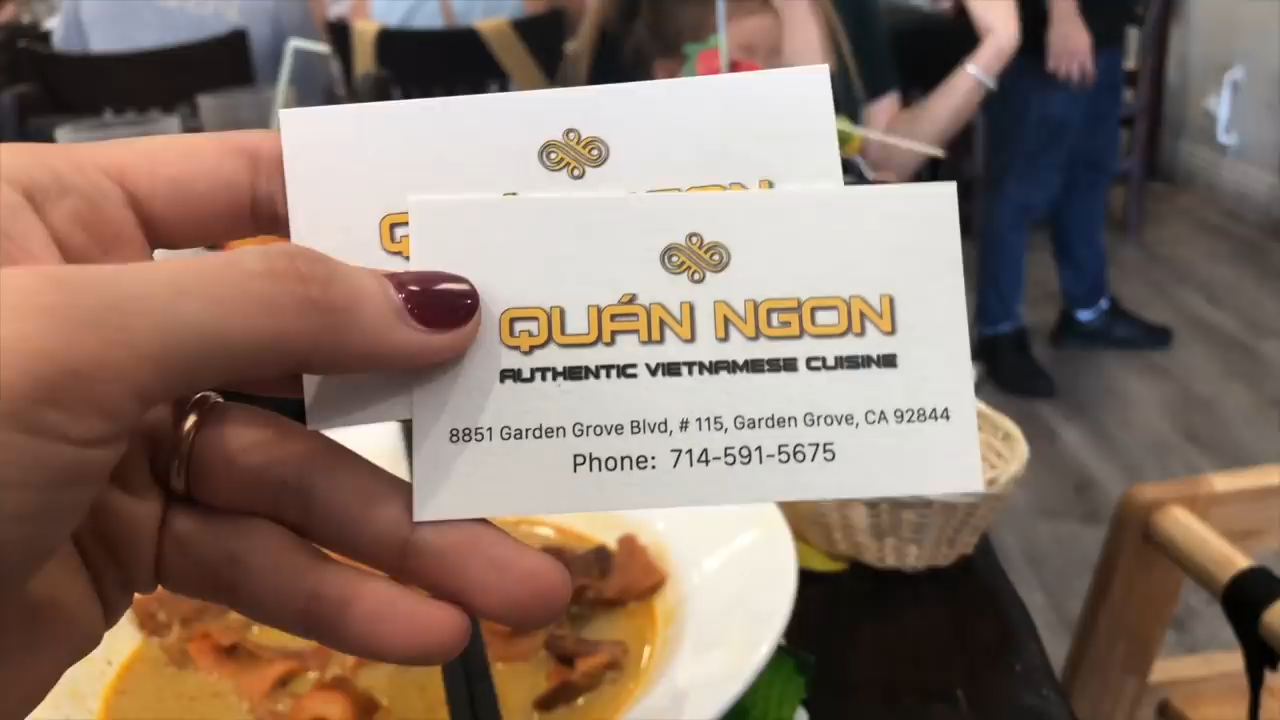 QUÁN NGON
AUTHENTIC VIETNAMESE CUISINE
8851 Garden Grove Blvd, # 115, Garden Grove, CA 92844
Phone: 714-591-5675